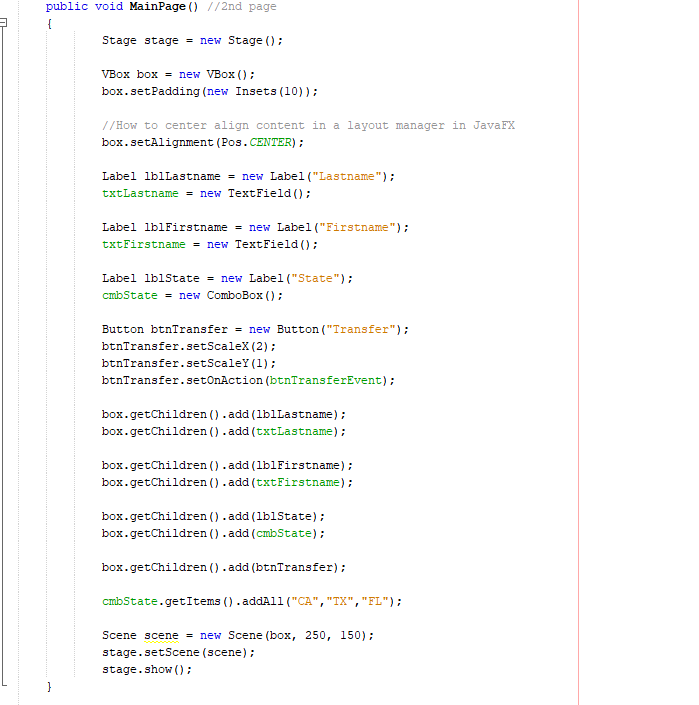 public void MainPage() //2nd page
{
Stage stage = new Stage();
VBox box = new VBox();
box.setPadding(new Insets(10));
//How to center align content in a layout manager in JavaFX
box.setAlignment(Pos.CENTER);
Label lblLastname = new Label("Lastname");
txtLastname = new TextField();
Label lblFirstname = new Label("Firstname");
txtFirstname = new TextField();
Label lblState = new Label("State");
cmbState = new ComboBox();
Button btnTransfer = new Button("Transfer");
btnTransfer.setScaleX(2);
btnTransfer.setScaleY(1);
btnTransfer.setOnAction(btnTransferEvent);
box.getChildren().add(lblLastname);
box.getChildren().add(txtLastname);
box.getChildren().add(lblFirstname);
box.getChildren().add(txtFirstname);
box.getChildren().add(lblState);
box.getChildren().add(cmbState);
box.getChildren().add(btnTransfer);
cmbState.getItems().addAll("CA","TX","FL");
Scene scene = new Scene(box, 250, 150);
stage.setScene(scene);
stage.show();
}